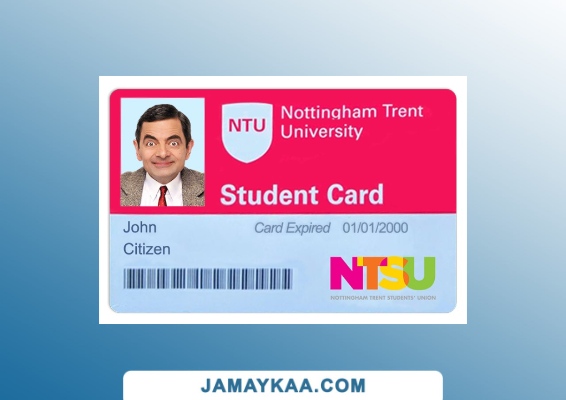 NTU
Nottingham Trent
University
Student Card
John
Card Expired 01/01/2000
Citizen
NTSU
NOTTINGHAM TRENT STUDENTS' UNION
JAMAYKAA.COM